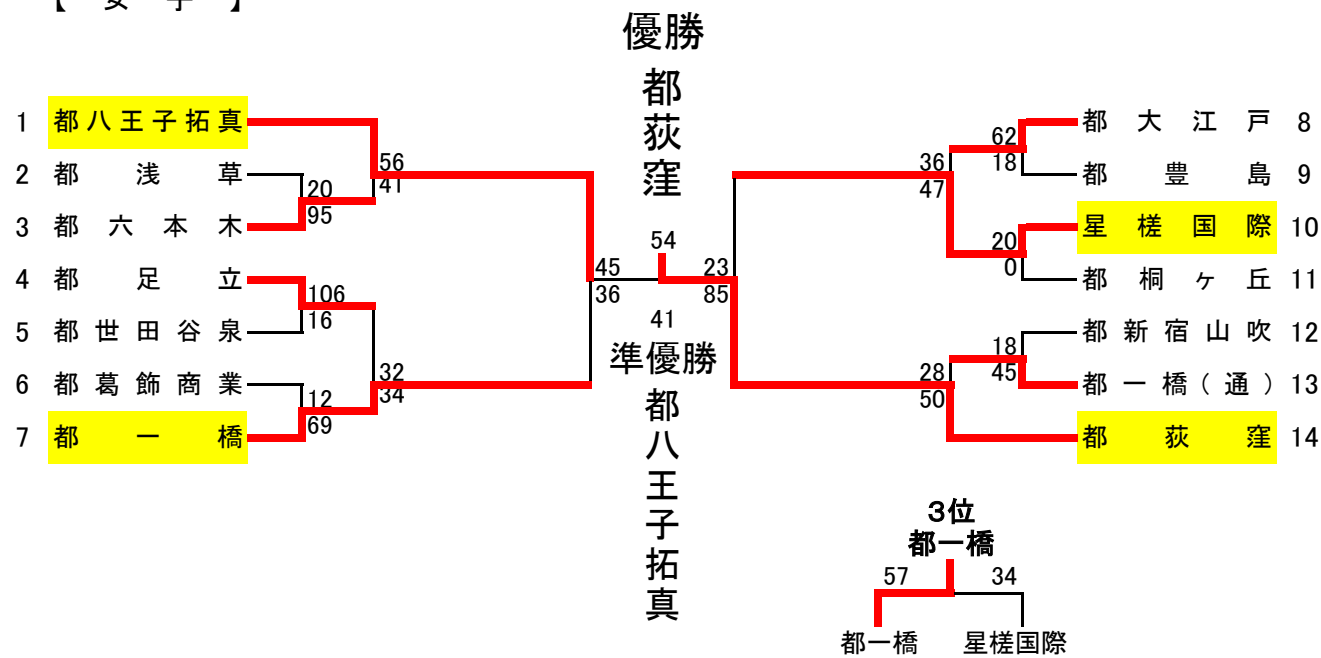 【 女 子 】
優勝
都荻窪
1 都八王子拓真
2 都浅草
3 都六本木
4 都足立
5 都世田谷泉
6 都葛飾商業
7 都一橋
56
41
20
95
106
16
32
34
12
69
45
36
54
41
準優勝
都八王子拓真
23
85
36
47
62
18
20
0
18
45
28
50
都大江戸 8
都豊島 9
星槎国際 10
都桐ヶ丘 11
都新宿山吹 12
都一橋(通) 13
都荻窪 14
3位
都一橋
57 34
都一橋 星槎国際